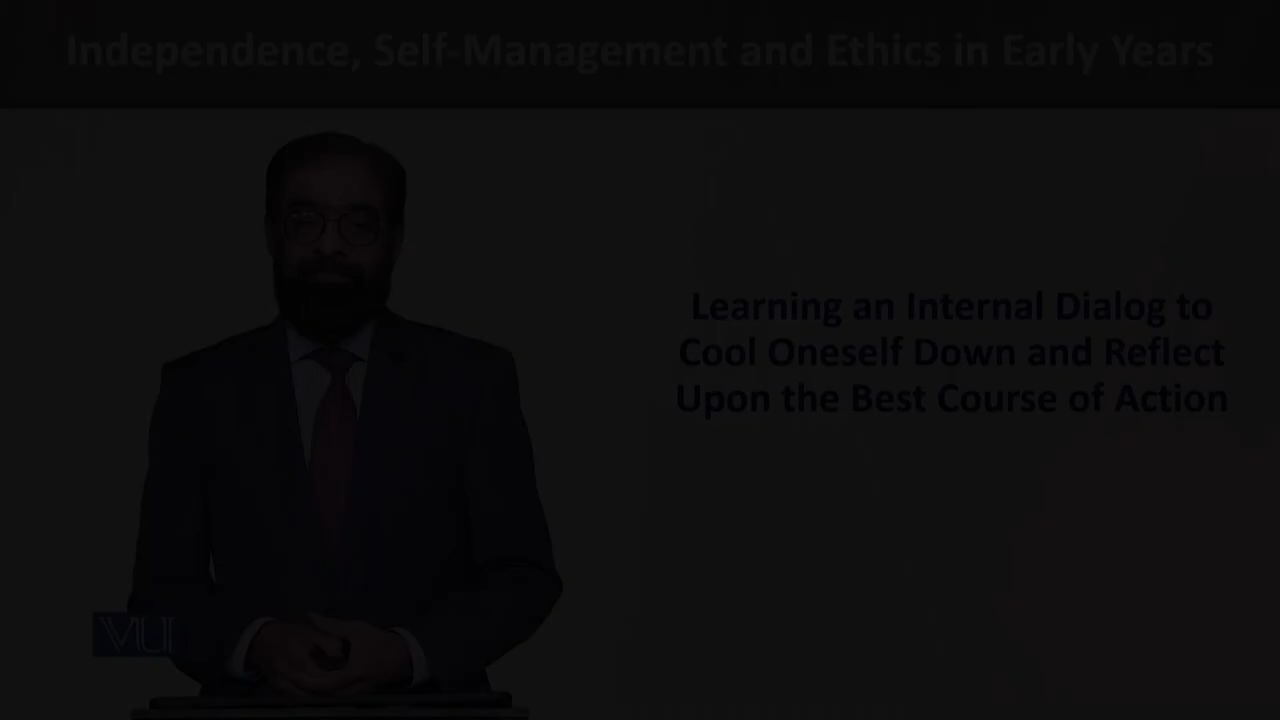 Independence, Self-Management and Ethics in Early Years
Learning an Internal Dialog to
Cool Oneself Down and Reflect
Upon the Best Course of Action
VU